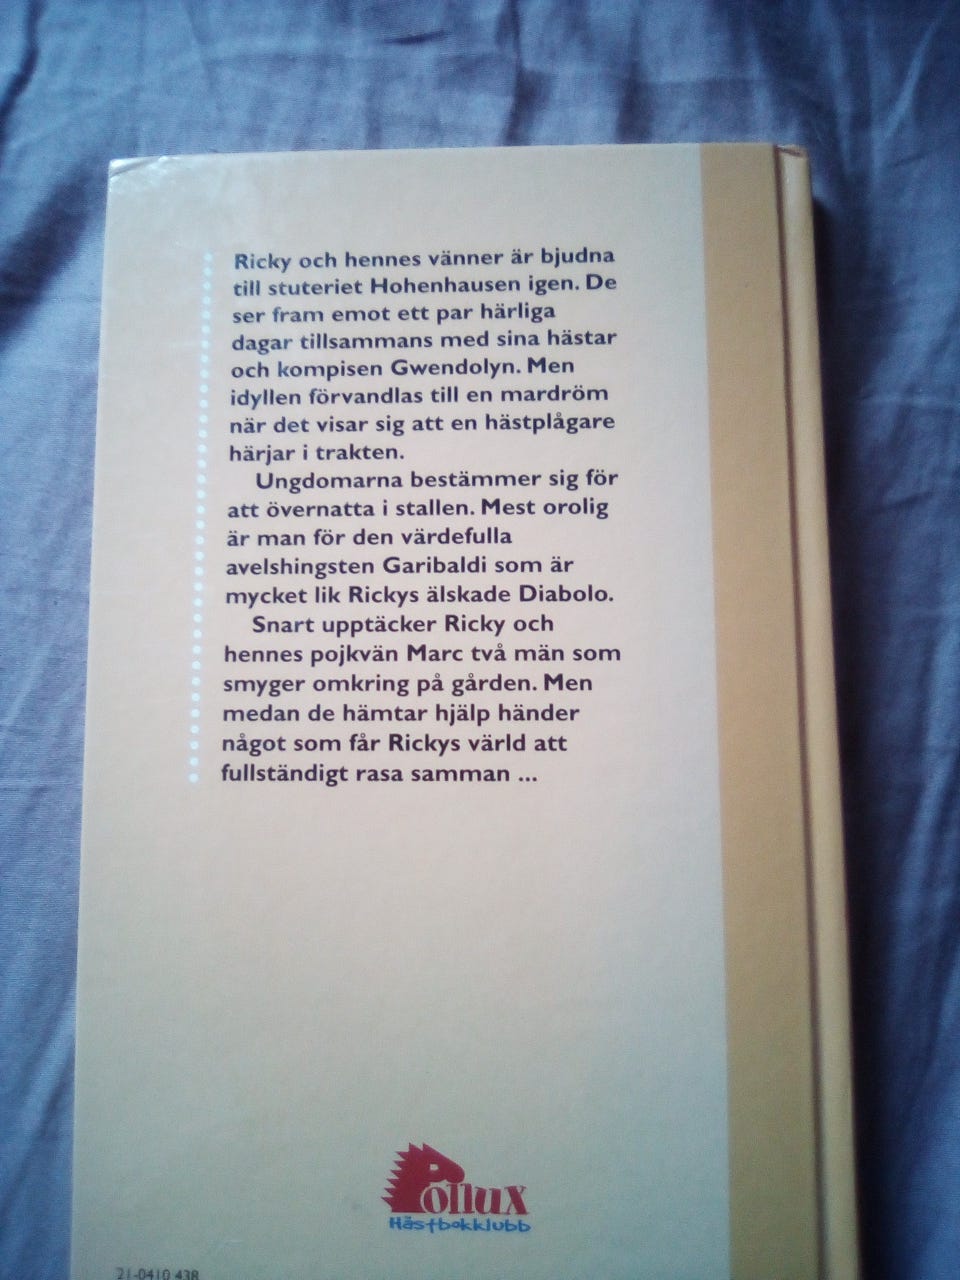 Ricky och hennes vänner är bjudna
till stuteriet Hohenhausen igen. De
ser fram emot ett par härliga
dagar tillsammans med sina hästar
och kompisen Gwendolyn. Men
idyllen förvandlas till en mardröm
när det visar sig att en hästplågare
härjar i trakten.
Ungdomarna bestämmer sig för
att övernatta i stallen. Mest orolig
är man för den värdefulla
avelshingsten Garibaldi som är
mycket lik Rickys älskade Diabolo.
Snart upptäcker Ricky och
hennes pojkvän Marc två män som
smyger omkring på gården. Men
medan de hämtar hjälp händer
något som får Rickys värld att
fullständigt rasa samman ...
Pollux
Hästbokklubb
21-0410 438